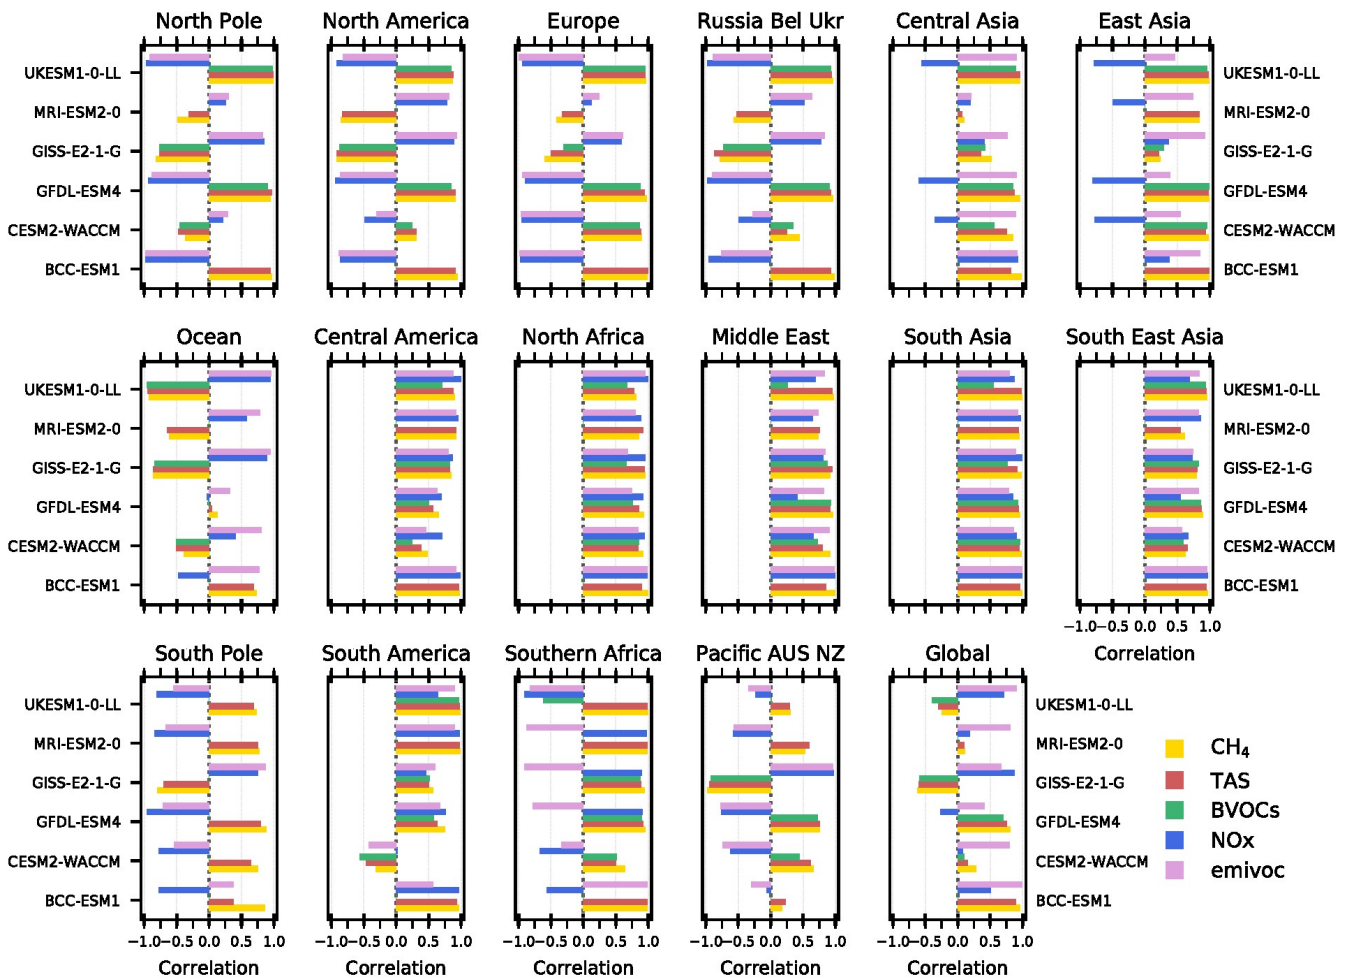 North Pole North America Europe Russia Bel Ukr Central Asia East Asia
UKESM1-0-LL UKESM1-0-LL
MRI-ESM2-0 MRI-ESM2-0
GISS-E2-1-G GISS-E2-1-G
GFDL-ESM4 GFDL-ESM4
CESM2-WACCM CESM2-WACCM
BCC-ESM1 BCC-ESM1
Ocean Central America North Africa Middle East South Asia South East Asia
UKESM1-0-LL UKESM1-0-LL
MRI-ESM2-0 MRI-ESM2-0
GISS-E2-1-G GISS-E2-1-G
GFDL-ESM4 GFDL-ESM4
CESM2-WACCM CESM2-WACCM
BCC-ESM1 BCC-ESM1
−1.0 −0.5 0.0 0.5 1.0
South Pole South America Southern Africa Pacific AUS NZ Global Correlation
UKESM1-0-LL UKESM1-0-LL
MRI-ESM2-0 MRI-ESM2-0
CH₄
GISS-E2-1-G GISS-E2-1-G
TAS
BVOCs
GFDL-ESM4 GFDL-ESM4
NOx
CESM2-WACCM CESM2-WACCM
emivoc
BCC-ESM1 BCC-ESM1
−1.0 −0.5 0.0 0.5 1.0 −1.0 −0.5 0.0 0.5 1.0 −1.0 −0.5 0.0 0.5 1.0 −1.0 −0.5 0.0 0.5 1.0 −1.0 −0.5 0.0 0.5 1.0
Correlation Correlation Correlation Correlation Correlation